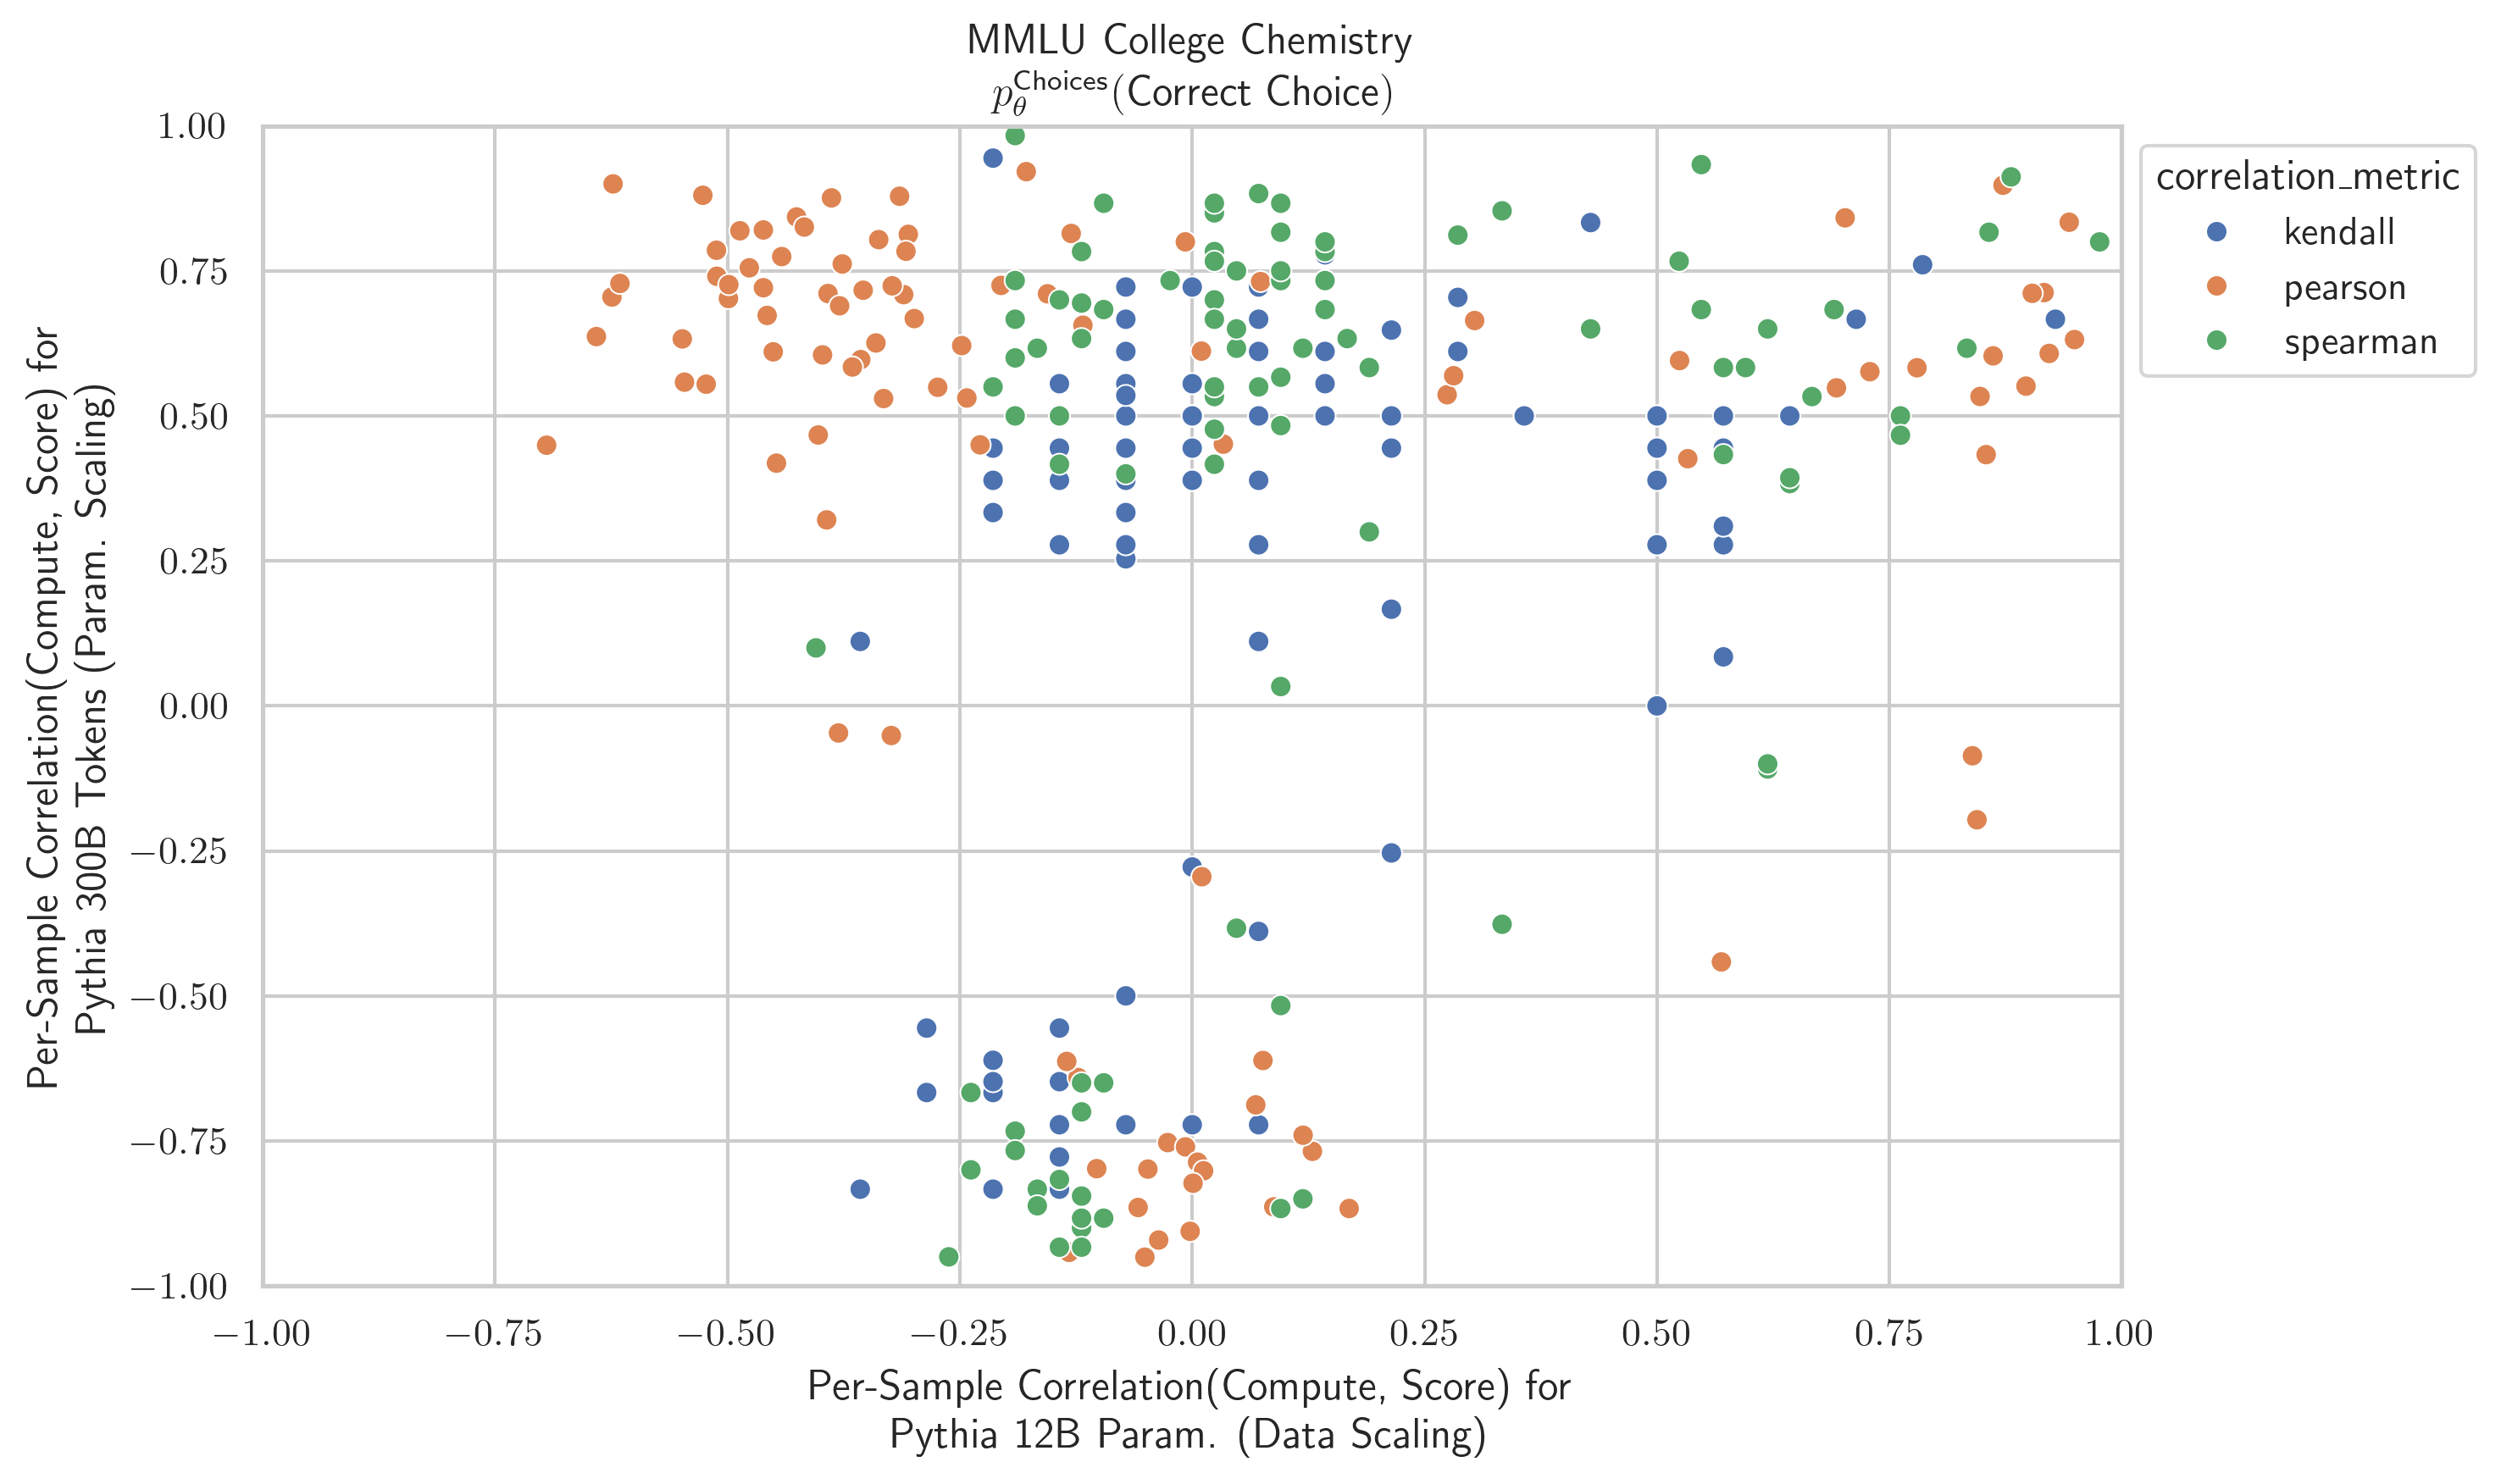 MMLU College Chemistry
p_θ^Choices(Correct Choice)
Per-Sample Correlation(Compute, Score) for
Pythia 300B Tokens (Param. Scaling)
1.00
0.75
0.50
0.25
0.00
−0.25
−0.50
−0.75
−1.00
−1.00 −0.75 −0.50 −0.25 0.00 0.25 0.50 0.75 1.00
Per-Sample Correlation(Compute, Score) for
Pythia 12B Param. (Data Scaling)
correlation_metric
kendall
pearson
spearman